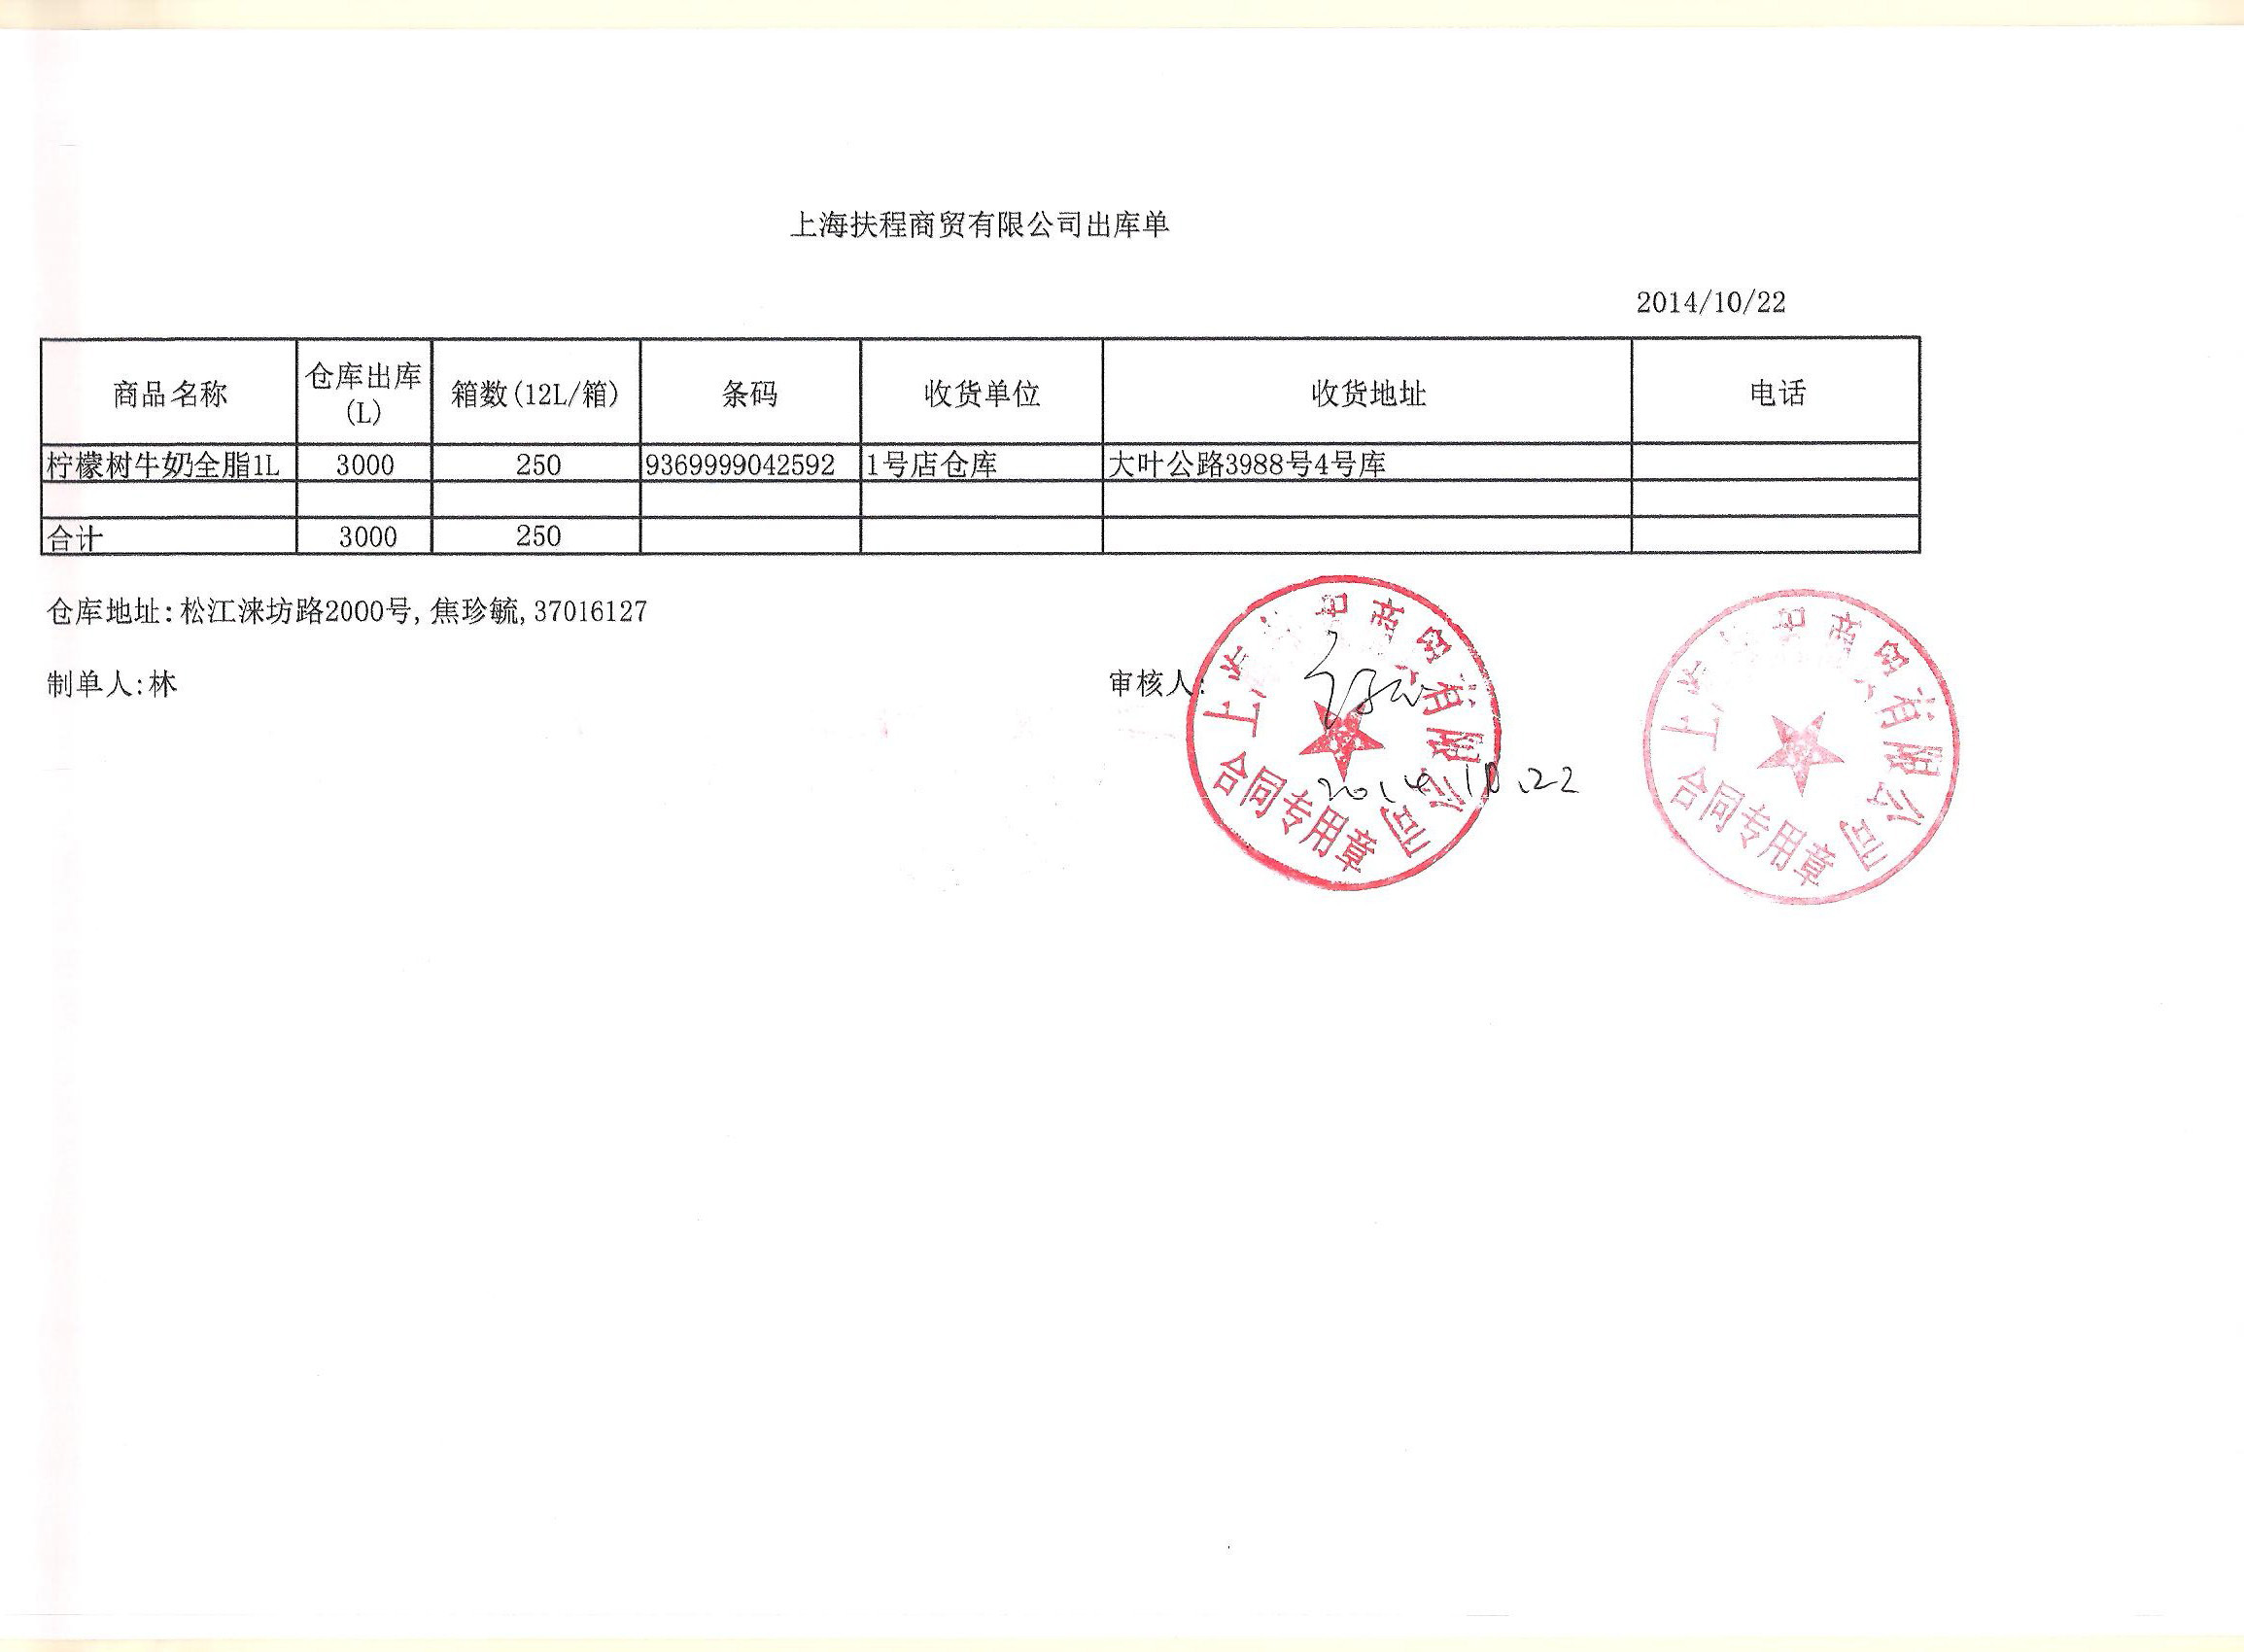 上海扶程商贸有限公司出库单
2014/10/22
商品名称 仓库出库(L) 箱数(12L/箱) 条码 收货单位 收货地址 电话
柠檬树牛奶全脂1L 3000 250 9369999042592 1号店仓库 大叶公路3988号4号库
合计 3000 250
仓库地址:松江涞坊路2000号,焦珍毓,37016127
制单人:林
审核人:
2014.10.22
上 商贸有限公司
合同专用章
上 商贸有限公司
合同专用章